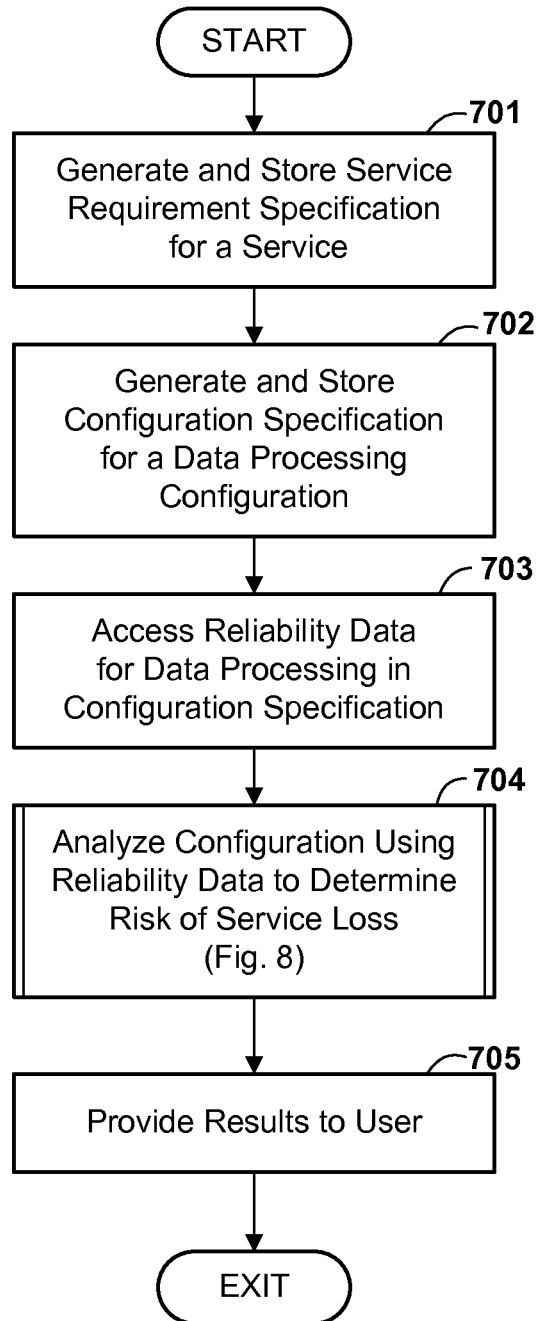 START
701
Generate and Store Service
Requirement Specification
for a Service
702
Generate and Store
Configuration Specification
for a Data Processing
Configuration
703
Access Reliability Data
for Data Processing in
Configuration Specification
704
Analyze Configuration Using
Reliability Data to Determine
Risk of Service Loss
(Fig. 8)
705
Provide Results to User
EXIT